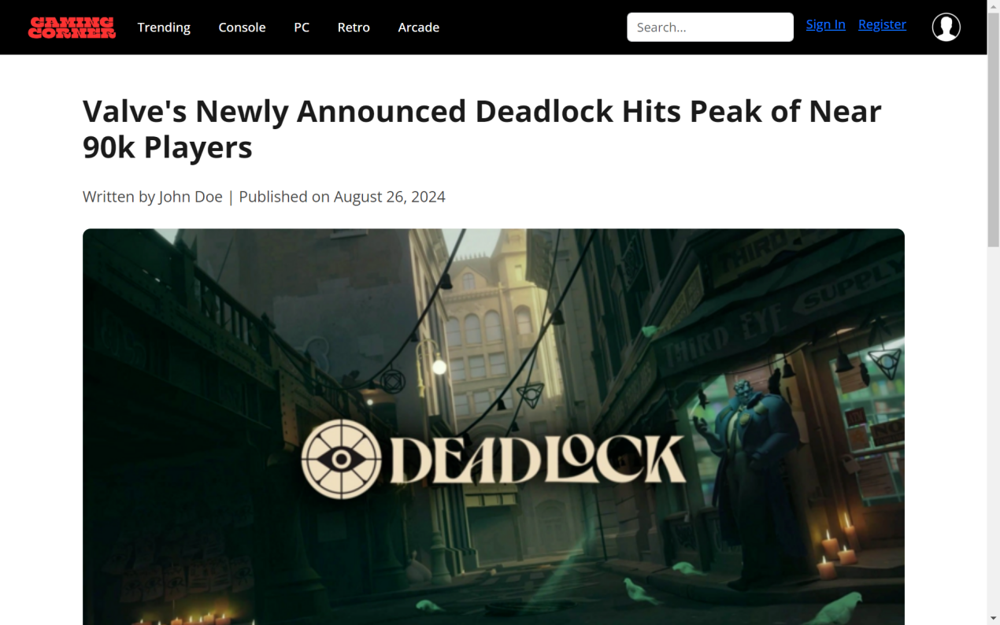 GAMING
CORNER
Trending
Console
PC
Retro
Arcade
Search...
Sign In
Register
Valve's Newly Announced Deadlock Hits Peak of Near
90k Players
Written by John Doe | Published on August 26, 2024
THIRD
SUPPLY
THIRD EYE
DEADLOCK
NO